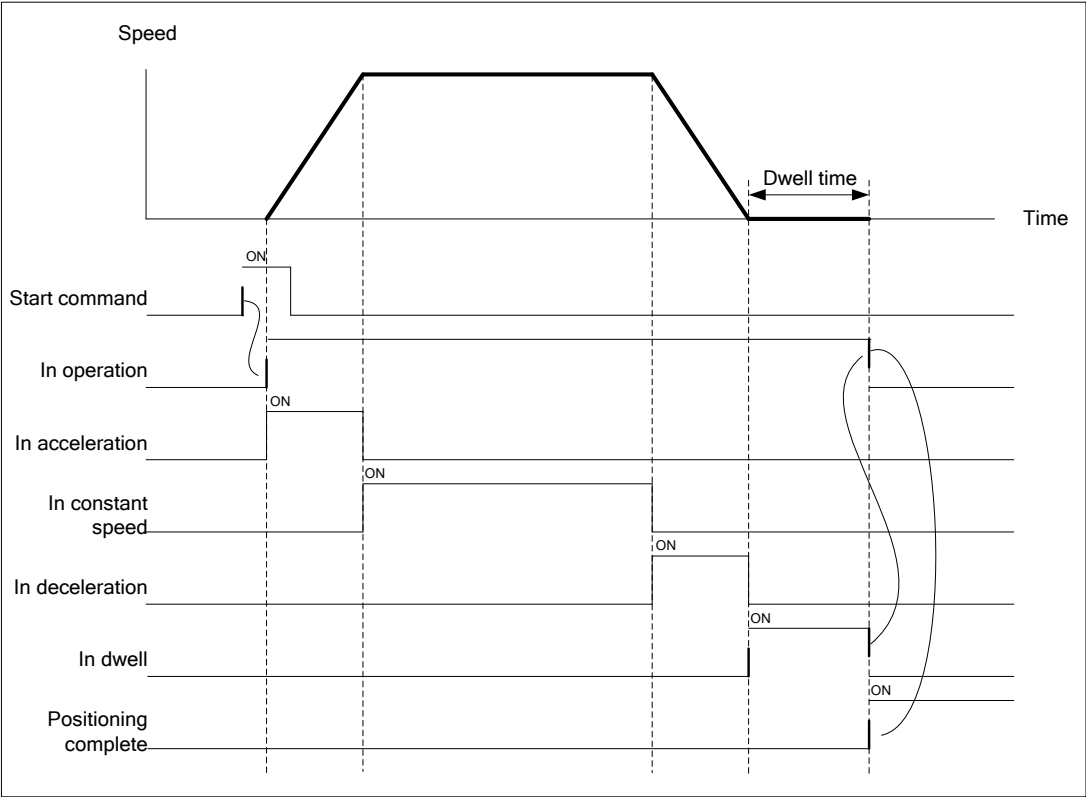 Speed
Dwell time
Time
ON
Start command
In operation
ON
In acceleration
ON
In constant
speed
ON
In deceleration
ON
In dwell
ON
Positioning
complete